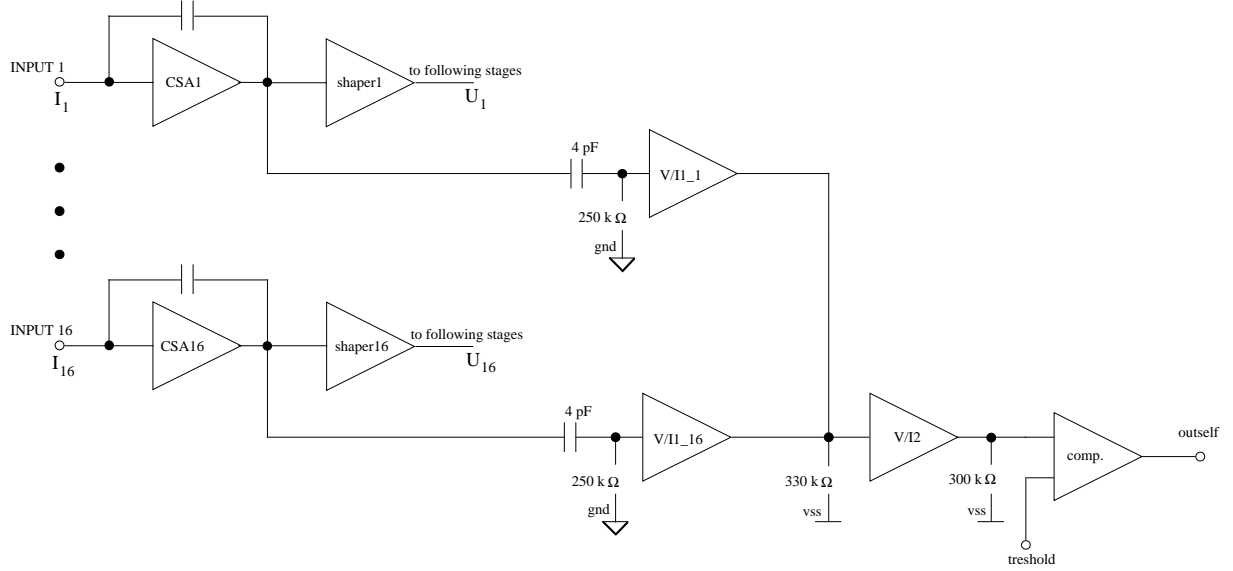 INPUT 1
I1
CSA1
shaper1
to following stages
U1
4 pF
V/I1_1
250 k Ω
gnd
INPUT 16
I16
CSA16
shaper16
to following stages
U16
4 pF
V/I1_16
250 k Ω
gnd
330 k Ω
vss
V/I2
300 k Ω
vss
comp.
outself
treshold